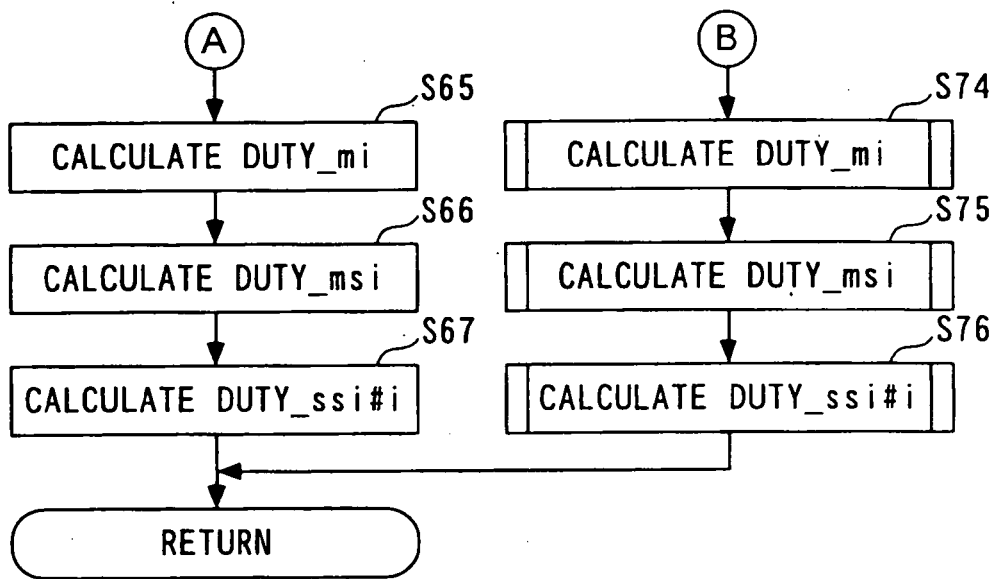 A
S65
CALCULATE DUTY_mi
S66
CALCULATE DUTY_msi
S67
CALCULATE DUTY_ssi#i
B
S74
CALCULATE DUTY_mi
S75
CALCULATE DUTY_msi
S76
CALCULATE DUTY_ssi#i
RETURN